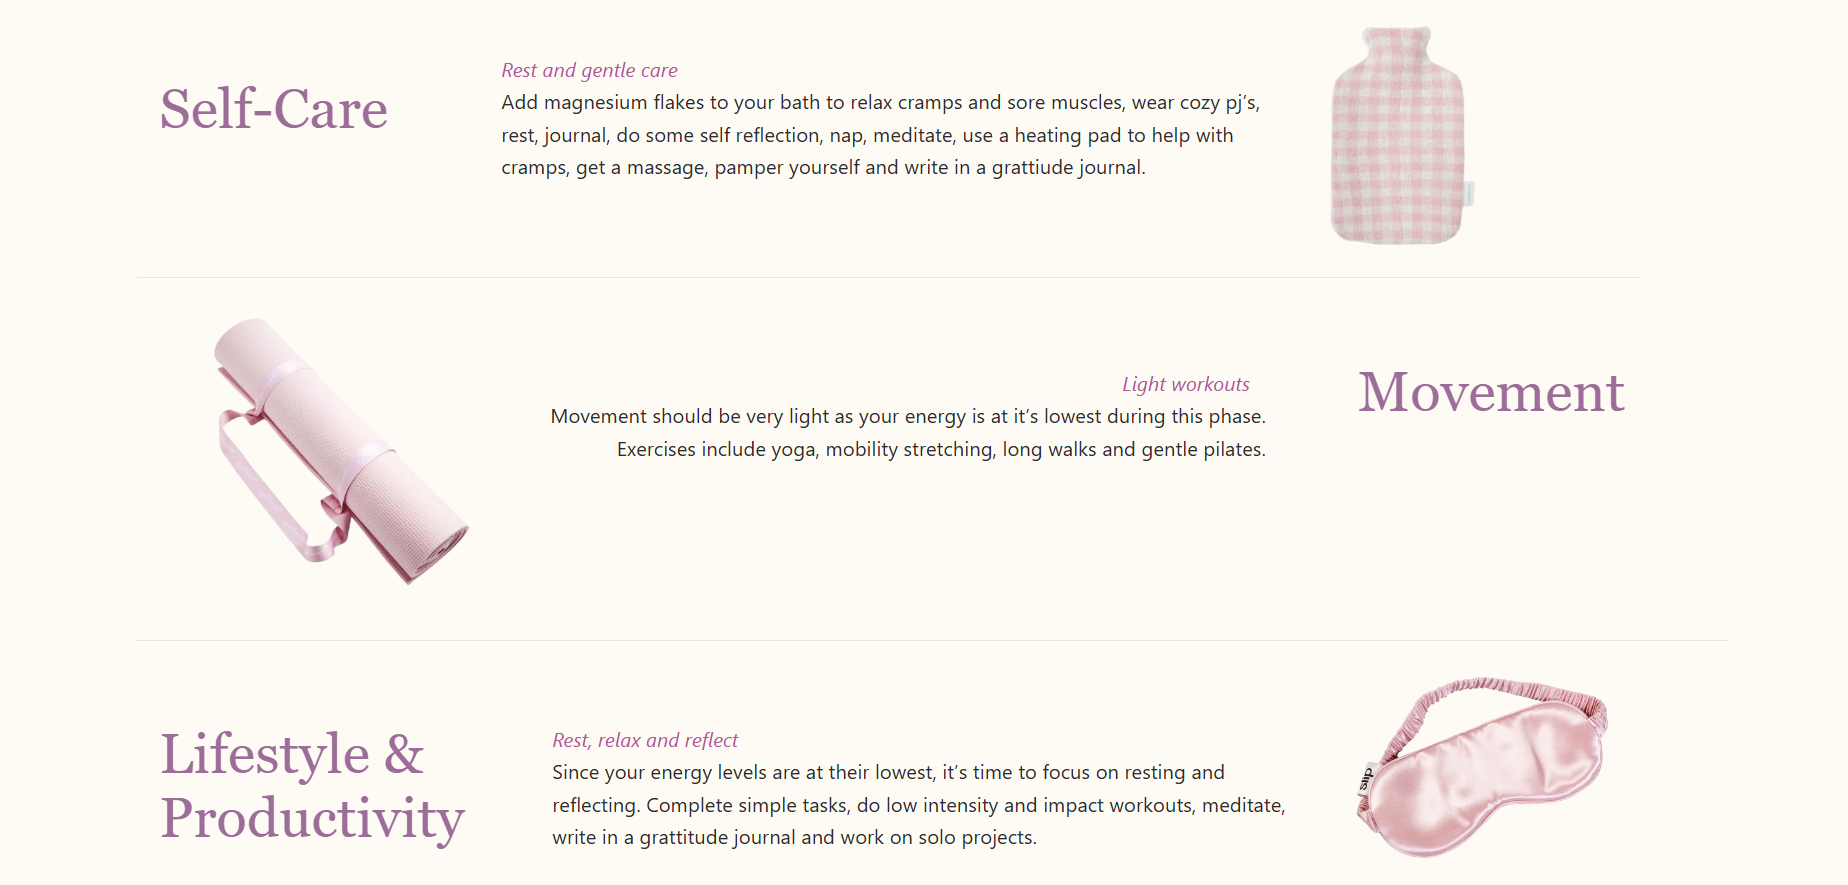 Self-Care
Rest and gentle care
Add magnesium flakes to your bath to relax cramps and sore muscles, wear cozy pj’s,
rest, journal, do some self reflection, nap, meditate, use a heating pad to help with
cramps, get a massage, pamper yourself and write in a grattiude journal.
Light workouts
Movement should be very light as your energy is at it’s lowest during this phase.
Exercises include yoga, mobility stretching, long walks and gentle pilates.
Movement
Lifestyle &
Productivity
Rest, relax and reflect
Since your energy levels are at their lowest, it’s time to focus on resting and
reflecting. Complete simple tasks, do low intensity and impact workouts, meditate,
write in a grattitude journal and work on solo projects.
slip